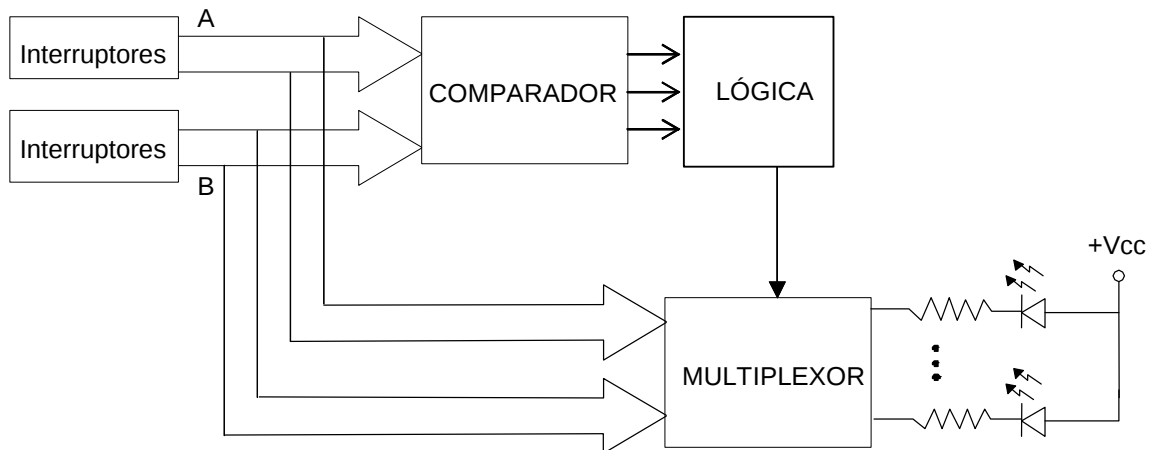 A
Interruptores
COMPARADOR
LÓGICA
Interruptores
B
+Vcc
MULTIPLEXOR